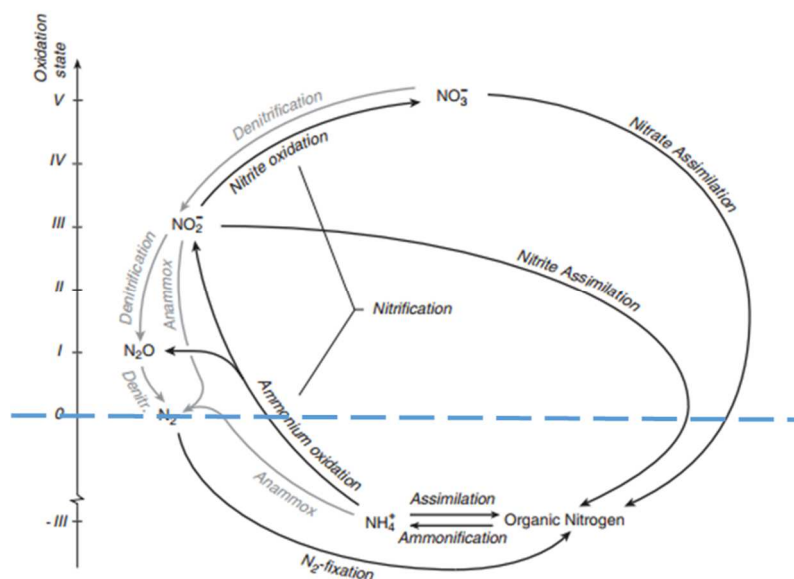 Oxidation
state
V
NO₃⁻
Denitrification
Nitrate Assimilation
Nitrite oxidation
IV
III
NO₂⁻
Nitrite Assimilation
Denitrification
Anammox
II
Nitrification
I
N₂O
Denitr.
Ammonium oxidation
0
N₂
Anammox
Assimilation
- III
NH₄⁺
Organic Nitrogen
Ammonification
N₂-fixation